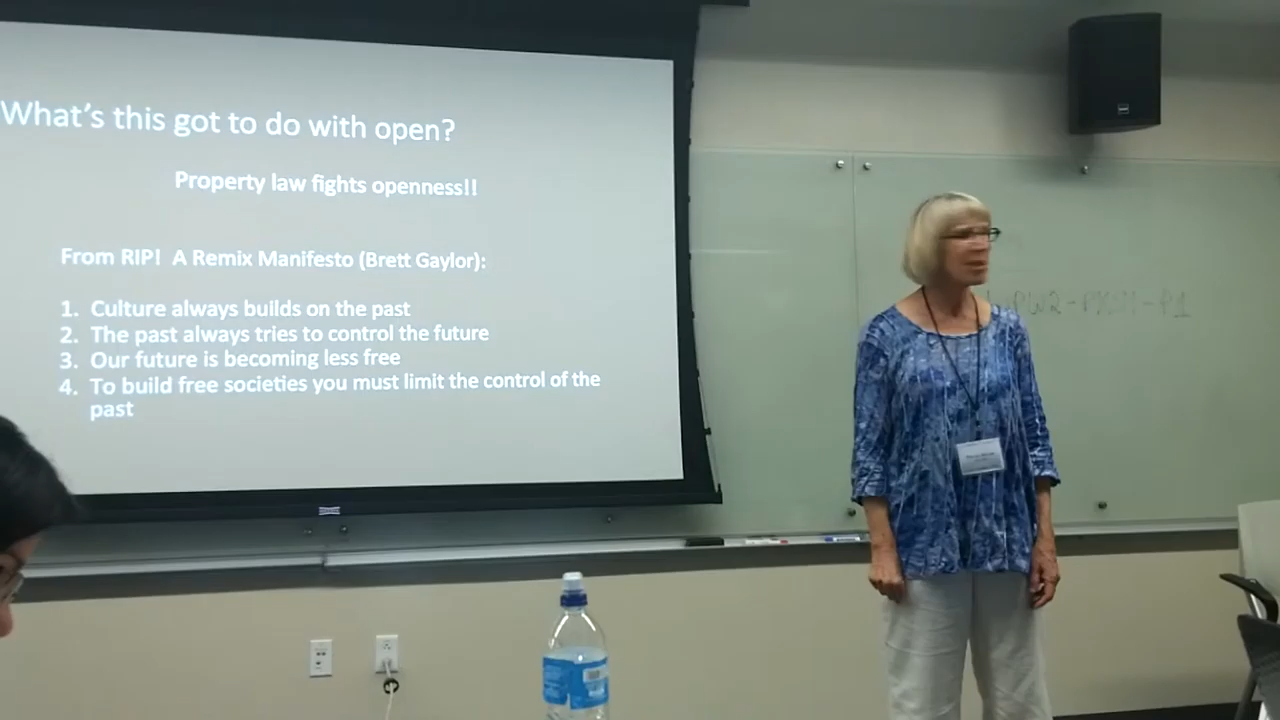 What's this got to do with open?
Property law fights openness!!
From RIP! A Remix Manifesto (Brett Gaylor):
1. Culture always builds on the past
2. The past always tries to control the future
3. Our future is becoming less free
4. To build free societies you must limit the control of the
past